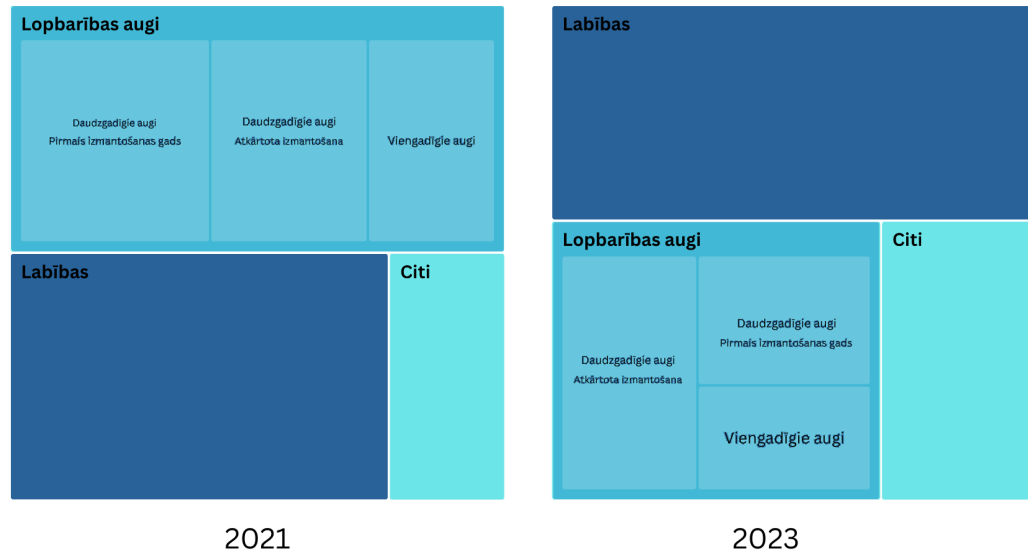 Lopbarības augi
Daudzgadīgie augi
Pirmais izmantošanas gads
Daudzgadīgie augi
Atkārtota izmantošana
Viengadīgie augi
Labības
Citi
2021
Labības
Lopbarības augi
Daudzgadīgie augi
Atkārtota izmantošana
Daudzgadīgie augi
Pirmais izmantošanas gads
Viengadīgie augi
Citi
2023